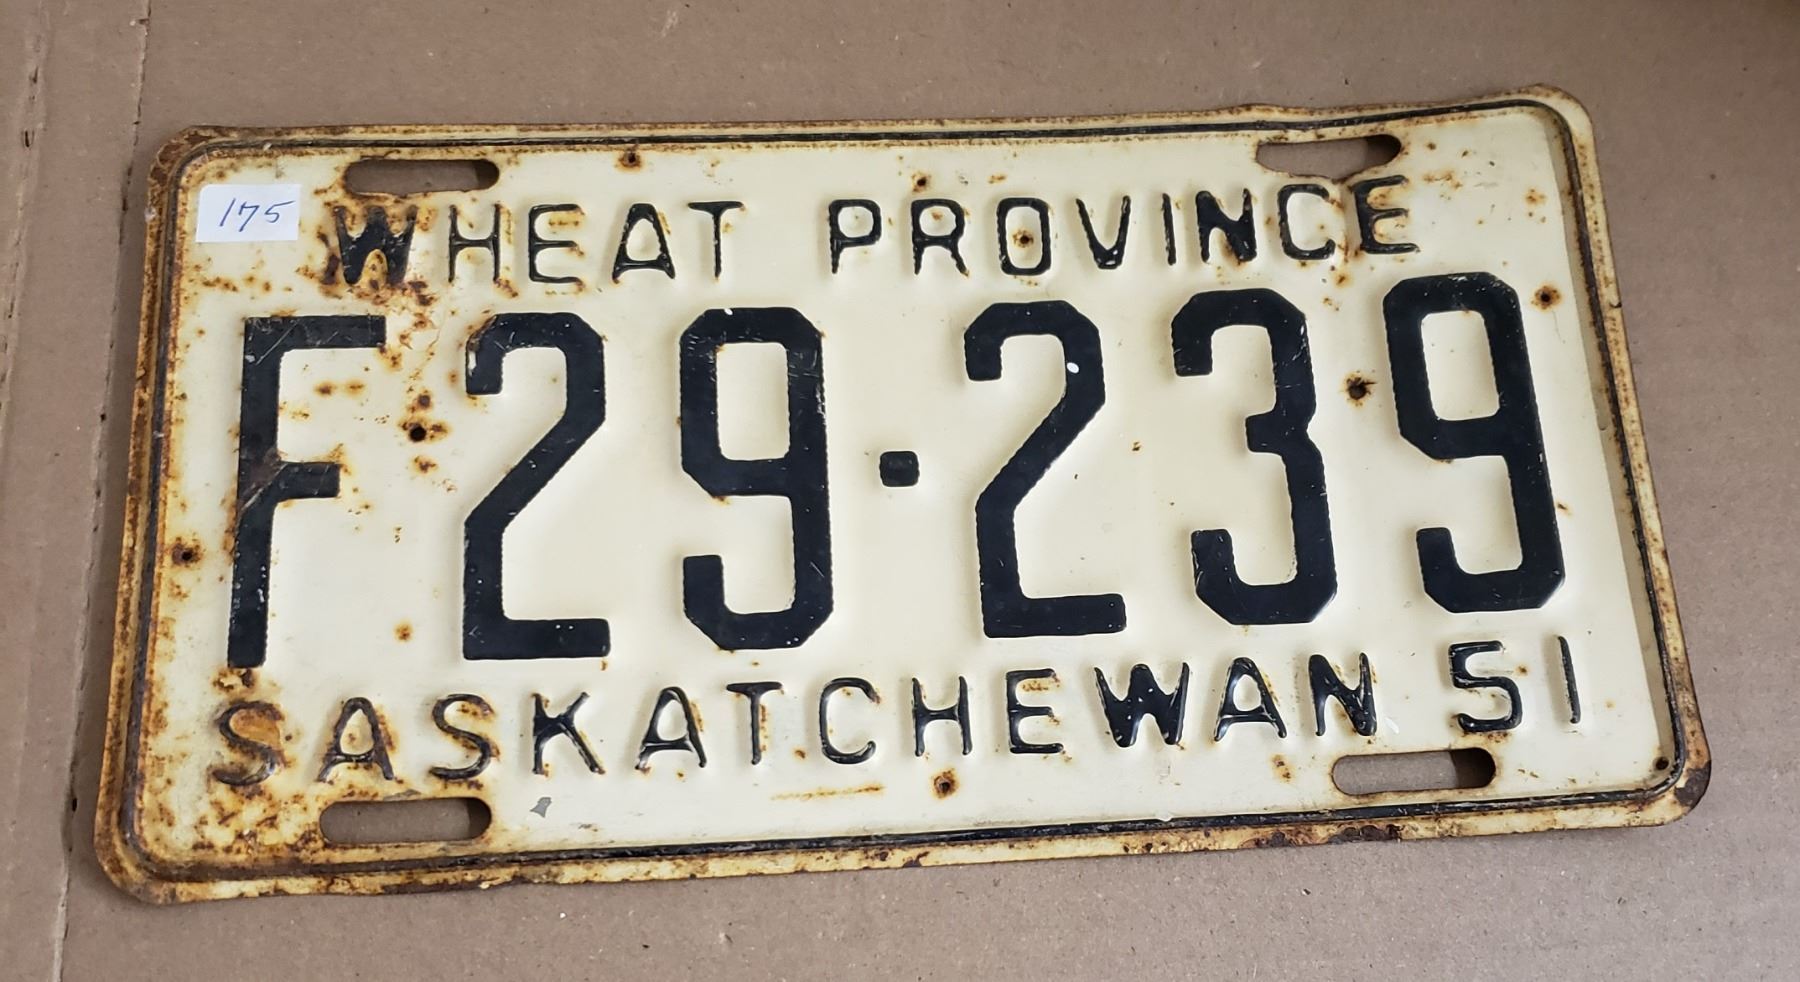 175
WHEAT PROVINCE
F29·239
SASKATCHEWAN 51